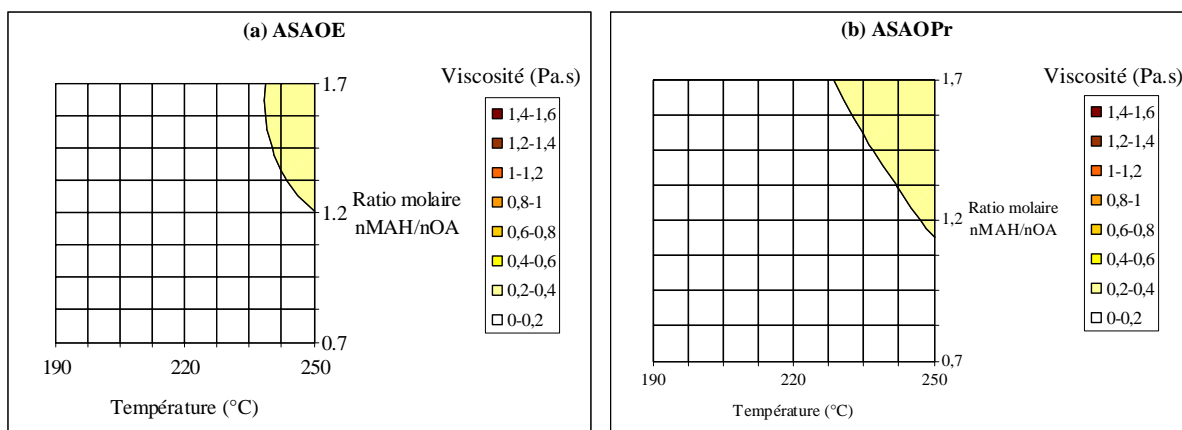 (a) ASAOE
Viscosité (Pa.s)
1,4-1,6
1,2-1,4
1-1,2
0,8-1
0,6-0,8
0,4-0,6
0,2-0,4
0-0,2
1.7
1.2
0.7
Ratio molaire
nMAH/nOA
190
220
250
Température (°C)
(b) ASAOPr
Viscosité (Pa.s)
1,4-1,6
1,2-1,4
1-1,2
0,8-1
0,6-0,8
0,4-0,6
0,2-0,4
0-0,2
1,7
1,2
0,7
Ratio molaire
nMAH/nOA
190
220
250
Température (°C)